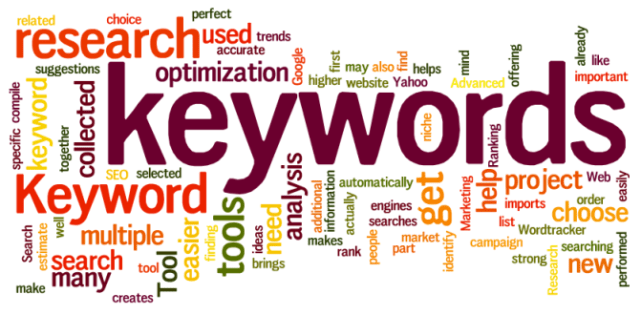 related
choice
perfect
research
used
trends
accurate
suggestions
optimization
Google
higher
first
may
also
find
website
Yahoo
helps
mind
Advanced
offering
already
like
important
specific
compile
keyword
together
collected
keywords
niche
Ranking
SEO
selected
Keyword
analysis
additional
information
automatically
actually
engines
searches
get
Marketing
help
project
Web
easily
imports
order
list
choose
Wordtracker
Search
estimate
well
multiple
easier
finding
tools
ideas
need
makes
rank
people
market
part
identify
campaign
searching
strong
Research
new
performed
search
tool
Tool
many
make
creates
brings